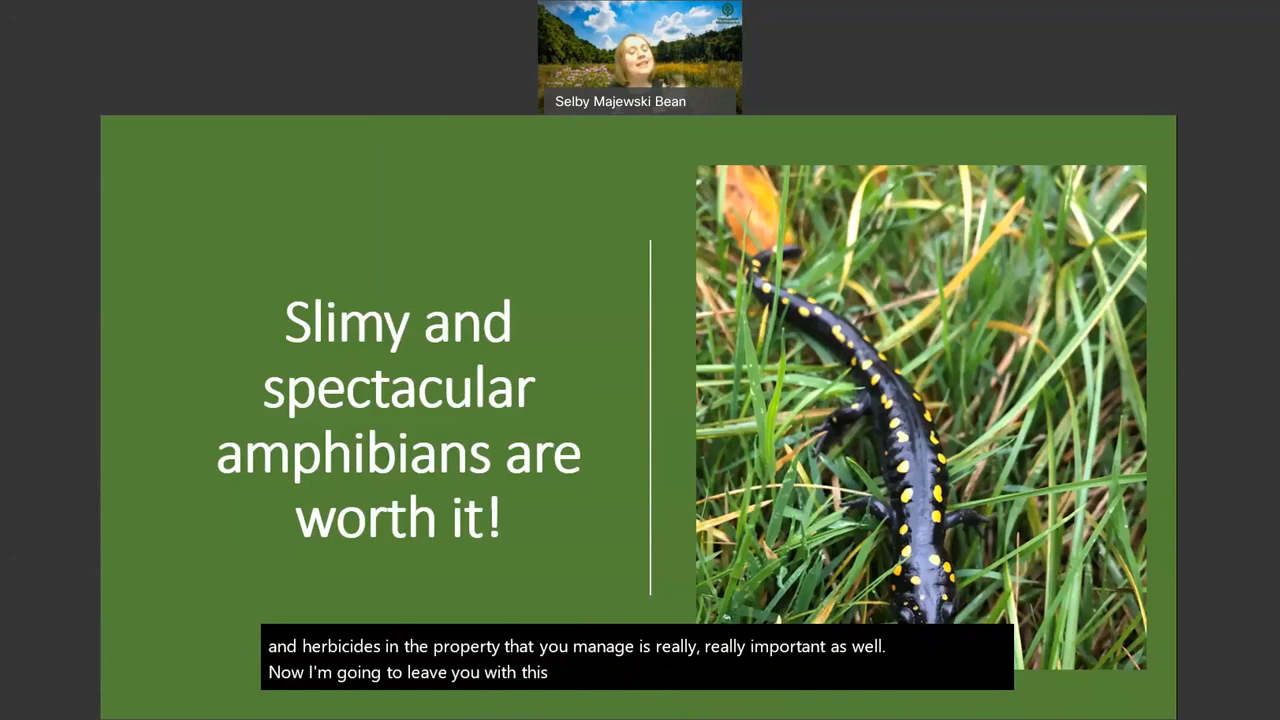 Selby Majewski Bean
Slimy and
spectacular
amphibians are
worth it!
and herbicides in the property that you manage is really, really important as well.
Now I'm going to leave you with this